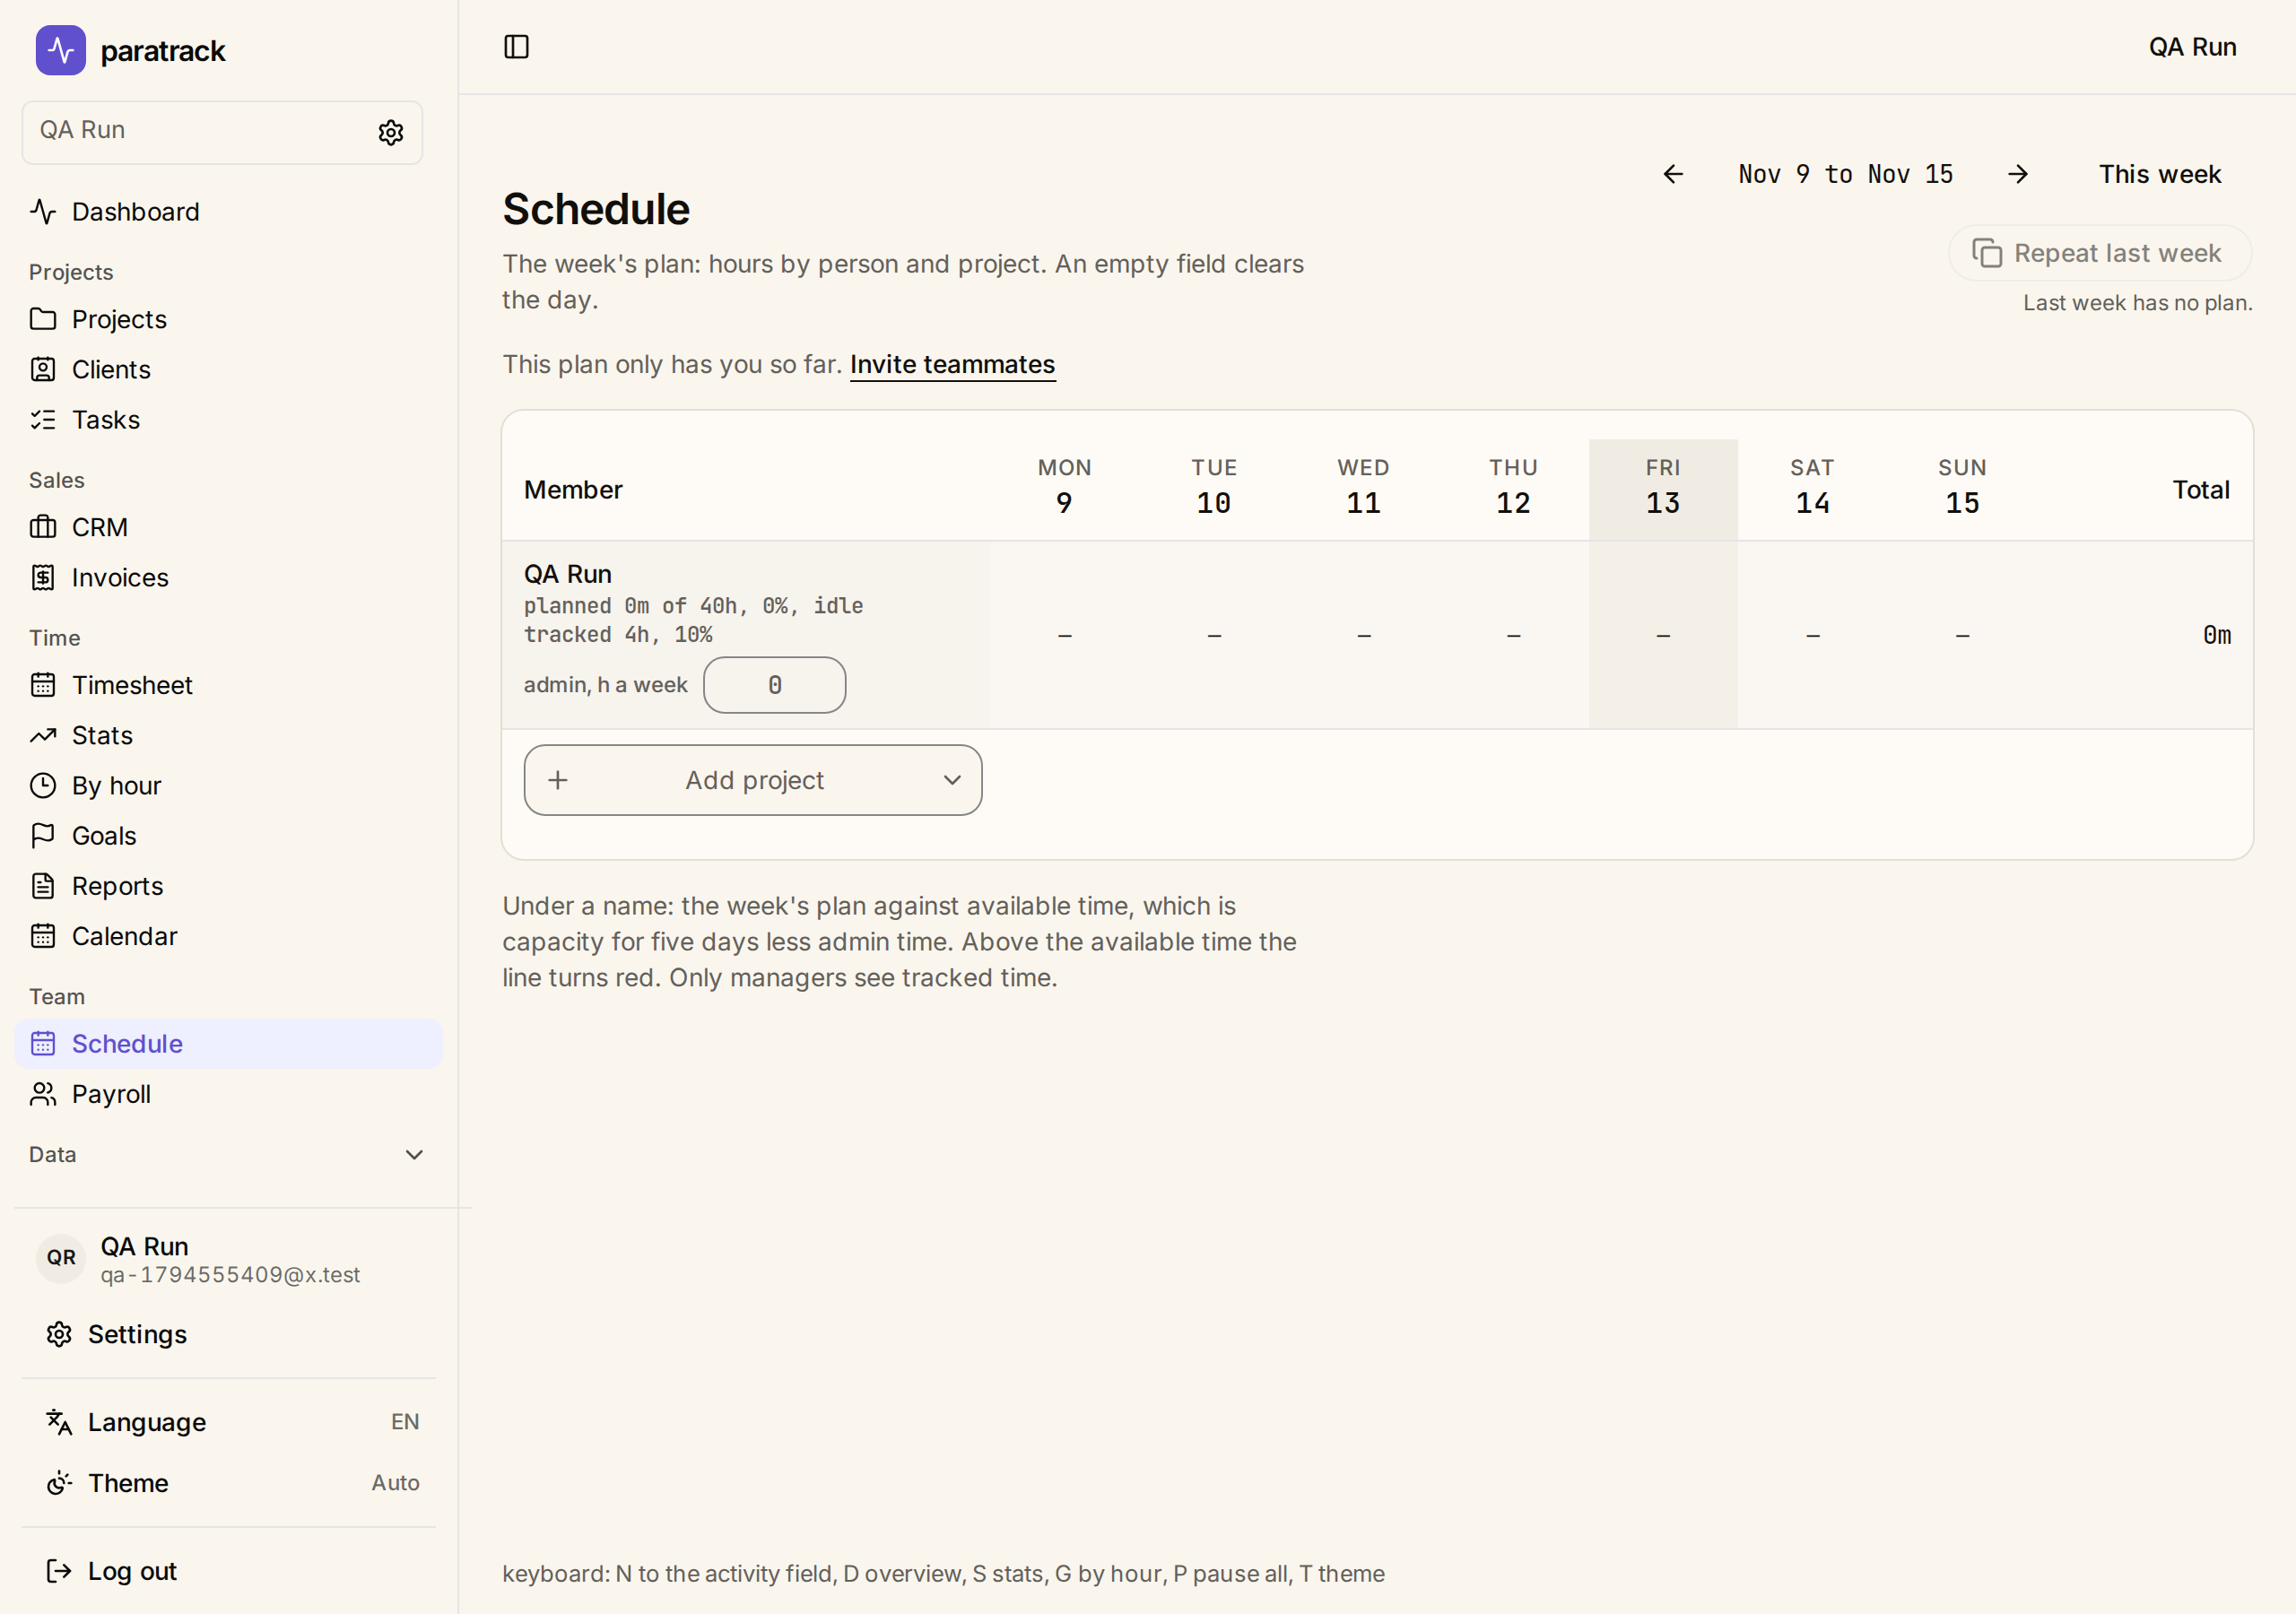 paratrack
QA Run
Dashboard
Projects
Projects
Clients
Tasks
Sales
CRM
Invoices
Time
Timesheet
Stats
By hour
Goals
Reports
Calendar
Team
Schedule
Payroll
Data
QR
QA Run
qa-1794555409@x.test
Settings
Language EN
Theme Auto
Log out
QA Run
Nov 9 to Nov 15 This week
Schedule
The week's plan: hours by person and project. An empty field clears
the day.
Repeat last week
Last week has no plan.
This plan only has you so far. Invite teammates
Member MON 9 TUE 10 WED 11 THU 12 FRI 13 SAT 14 SUN 15 Total
QA Run
planned 0m of 40h, 0%, idle
tracked 4h, 10%
– – – – – – – 0m
admin, h a week 0
Add project
Under a name: the week's plan against available time, which is
capacity for five days less admin time. Above the available time the
line turns red. Only managers see tracked time.
keyboard: N to the activity field, D overview, S stats, G by hour, P pause all, T theme